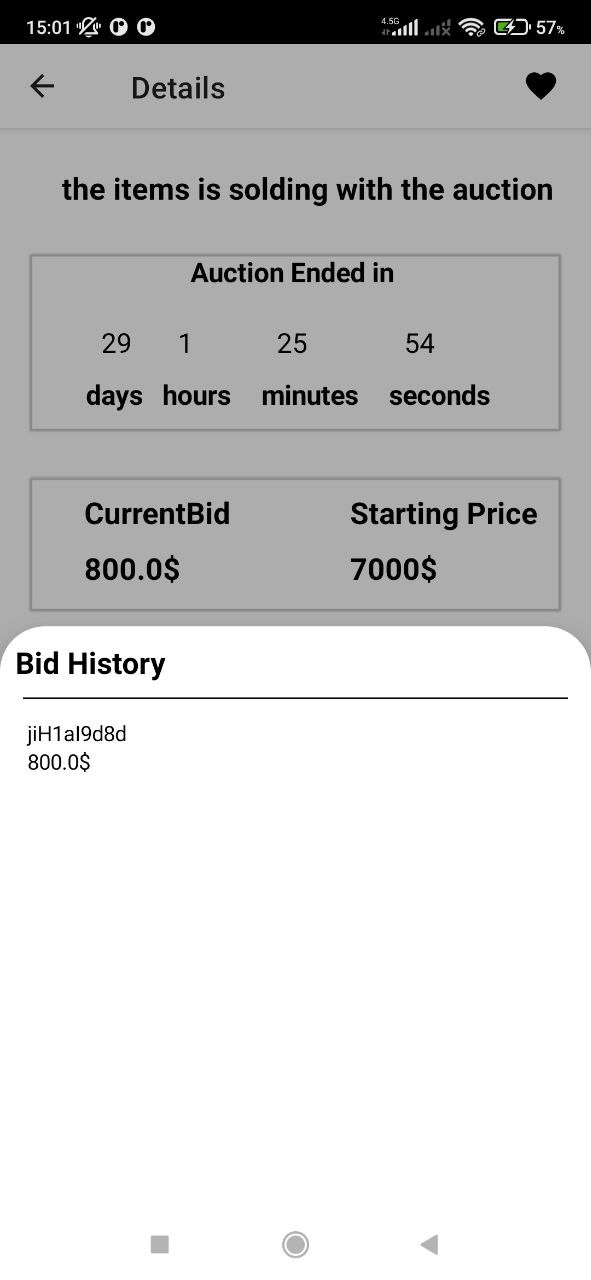 15:01 4.5G 57%
Details
the items is solding with the auction
Auction Ended in
29 1 25 54
days hours minutes seconds
CurrentBid Starting Price
800.0$ 7000$
Bid History
jiH1aI9d8d
800.0$